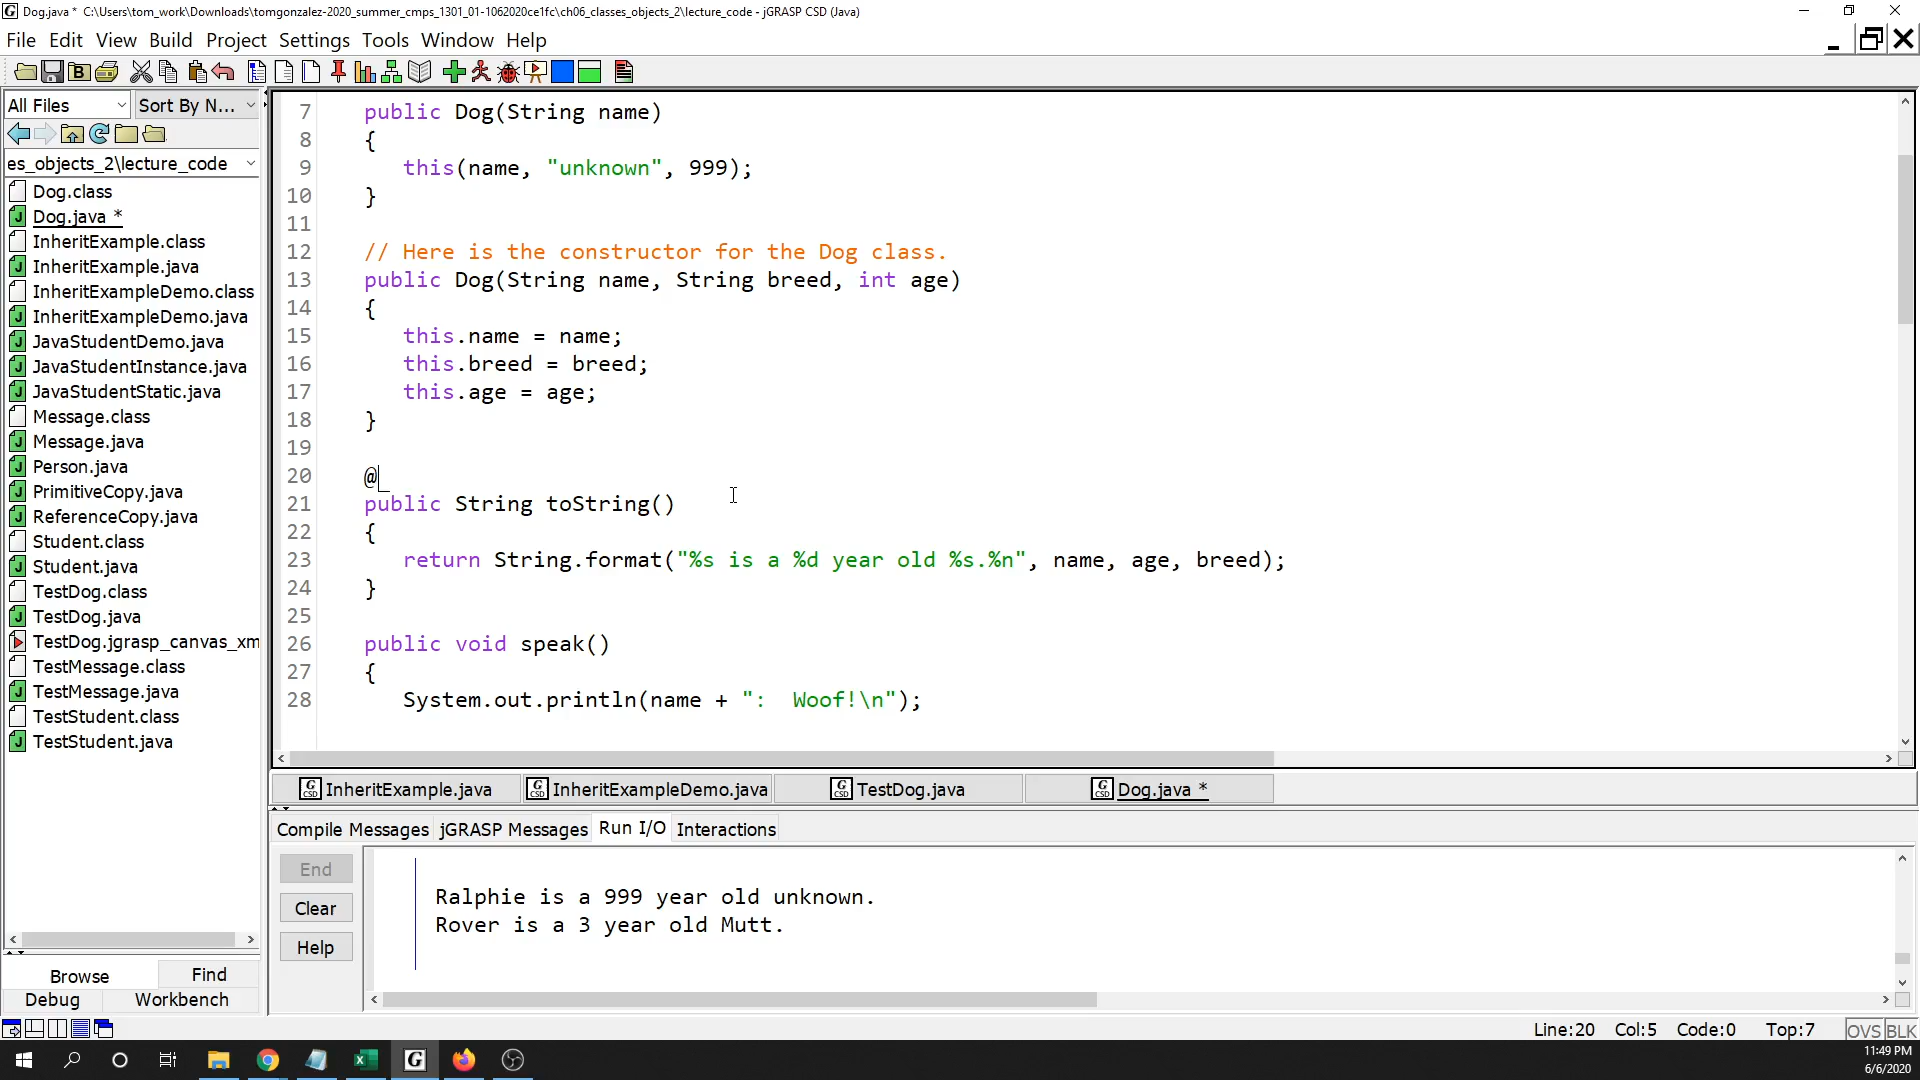 Dog.java * C:\Users\tom_work\Downloads\tomgonzalez-2020_summer_cmps_1301_01-1062020ce1fc\ch06_classes_objects_2\lecture_code - jGRASP CSD (Java)
File Edit View Build Project Settings Tools Window Help
All Files Sort By N...
es_objects_2\lecture_code
Dog.class
Dog.java *
InheritExample.class
InheritExample.java
InheritExampleDemo.class
InheritExampleDemo.java
JavaStudentDemo.java
JavaStudentInstance.java
JavaStudentStatic.java
Message.class
Message.java
Person.java
PrimitiveCopy.java
ReferenceCopy.java
Student.class
Student.java
TestDog.class
TestDog.java
TestDog.jgrasp_canvas_xm
TestMessage.class
TestMessage.java
TestStudent.class
TestStudent.java
Browse Find
Debug Workbench
7 public Dog(String name)
8 {
9 this(name, "unknown", 999);
10 }
11
12 // Here is the constructor for the Dog class.
13 public Dog(String name, String breed, int age)
14 {
15 this.name = name;
16 this.breed = breed;
17 this.age = age;
18 }
19
20 @
21 public String toString()
22 {
23 return String.format("%s is a %d year old %s.%n", name, age, breed);
24 }
25
26 public void speak()
27 {
28 System.out.println(name + ":  Woof!\n");
InheritExample.java InheritExampleDemo.java TestDog.java Dog.java *
Compile Messages jGRASP Messages Run I/O Interactions
End
Clear
Help
Ralphie is a 999 year old unknown.
Rover is a 3 year old Mutt.
Line:20 Col:5 Code:0 Top:7 OVS BLK
11:49 PM
6/6/2020